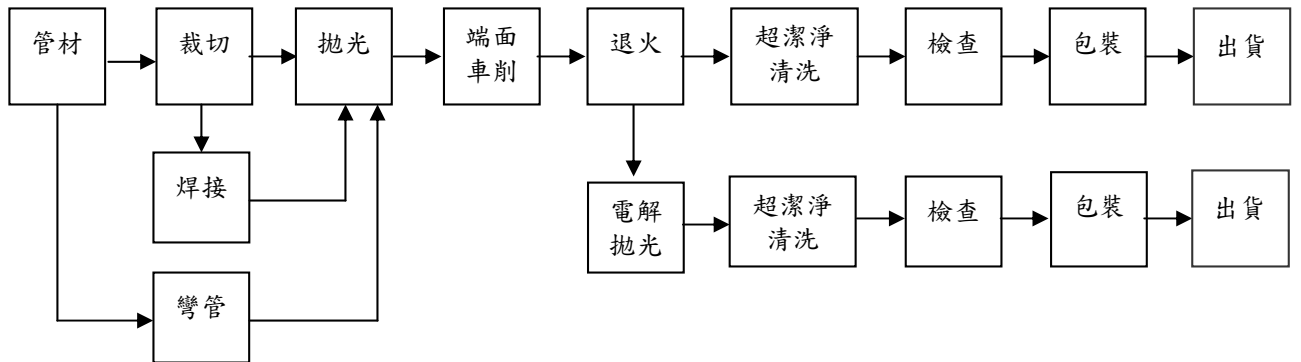 管材
裁切
拋光
端面
車削
退火
超潔淨
清洗
檢查
包裝
出貨
焊接
電解
拋光
超潔淨
清洗
檢查
包裝
出貨
彎管